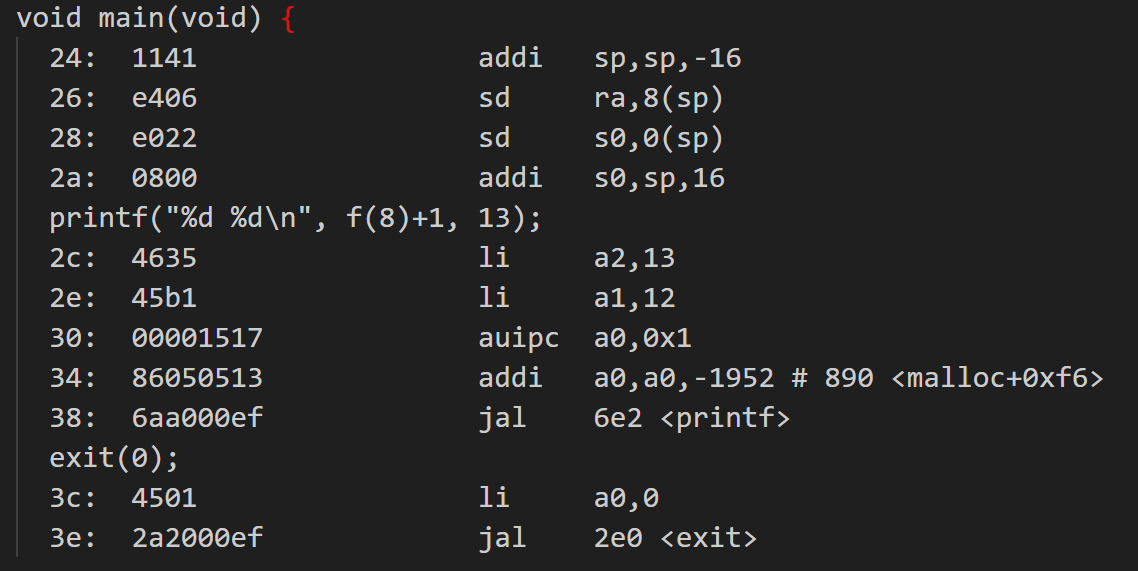 void main(void) {
24: 1141 addi sp,sp,-16
26: e406 sd ra,8(sp)
28: e022 sd s0,0(sp)
2a: 0800 addi s0,sp,16
printf("%d %d\n", f(8)+1, 13);
2c: 4635 li a2,13
2e: 45b1 li a1,12
30: 00001517 auipc a0,0x1
34: 86050513 addi a0,a0,-1952 # 890 <malloc+0xf6>
38: 6aa000ef jal 6e2 <printf>
exit(0);
3c: 4501 li a0,0
3e: 2a2000ef jal 2e0 <exit>